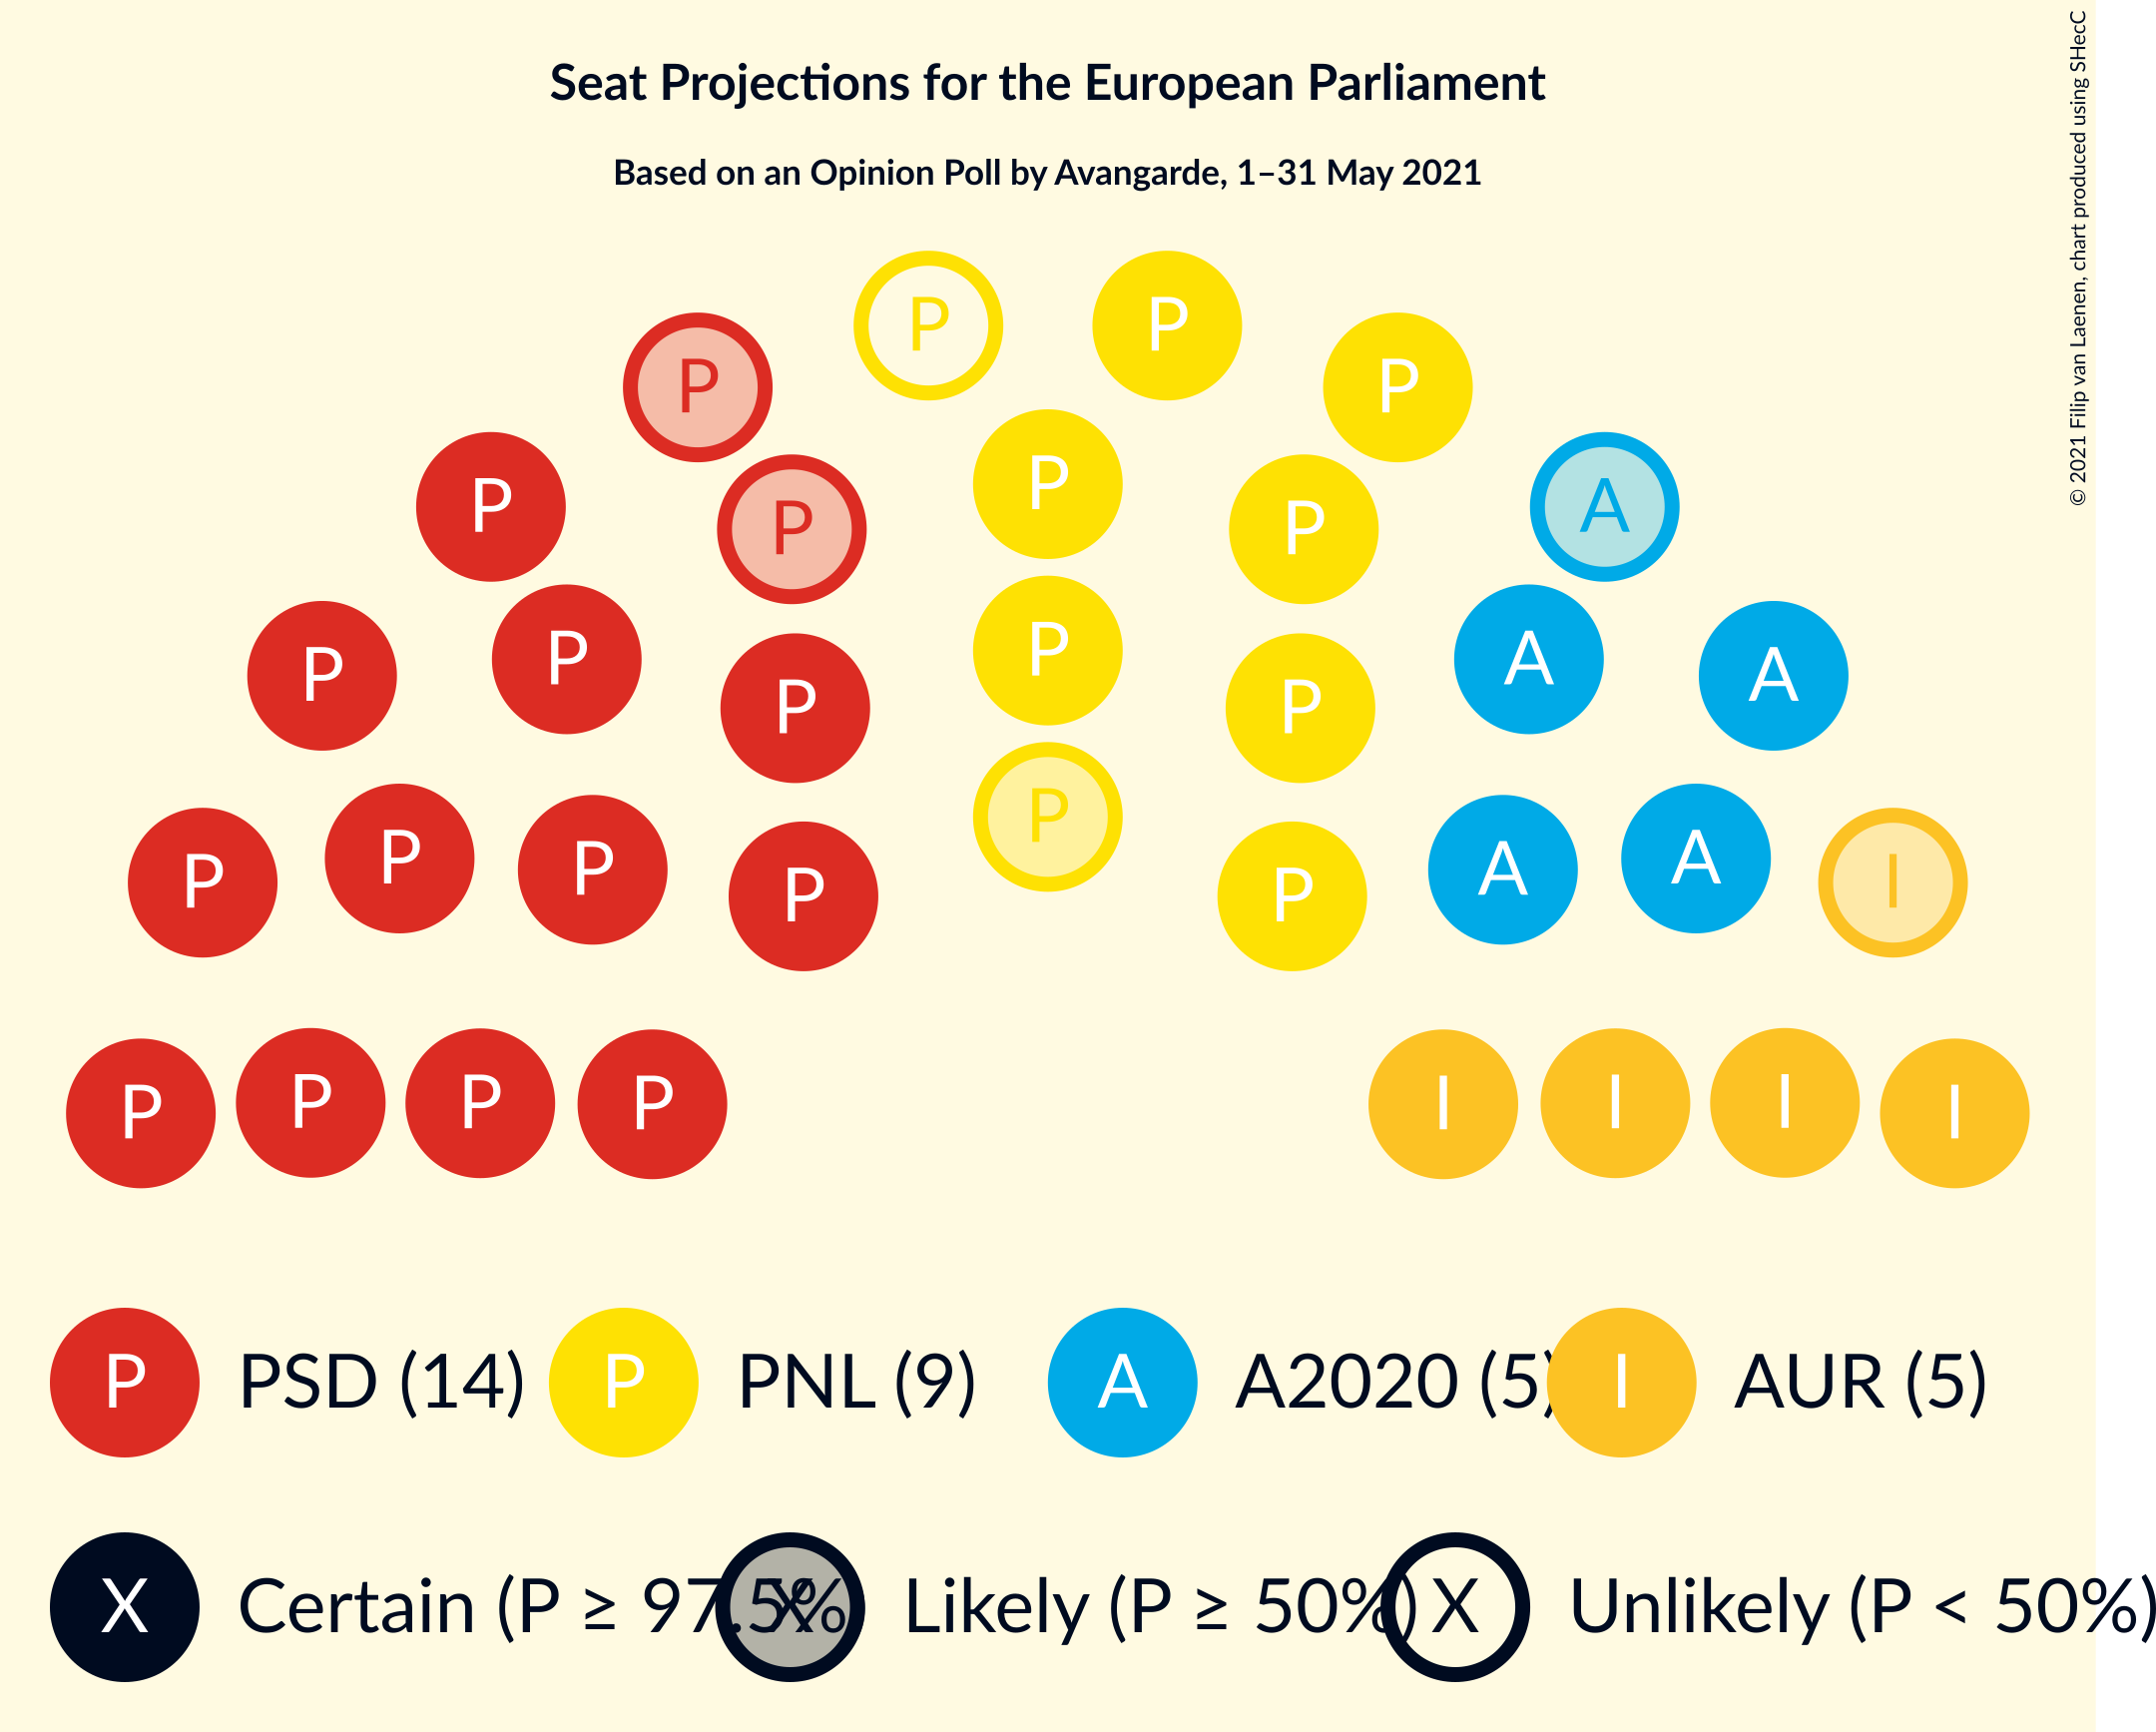 Seat Projections for the European Parliament
Based on an Opinion Poll by Avangarde, 1–31 May 2021
© 2021 Filip van Laenen, chart produced using SHecC
P P P
P P A
P P P P
P P
P P A A
P P P
P P P P
P P A A I
P P P P I I I I
P PSD (14) P PNL (9) A A2020 (5) I AUR (5)
X Certain (P ≥ 97.5% X Likely (P ≥ 50%) X Unlikely (P < 50%)